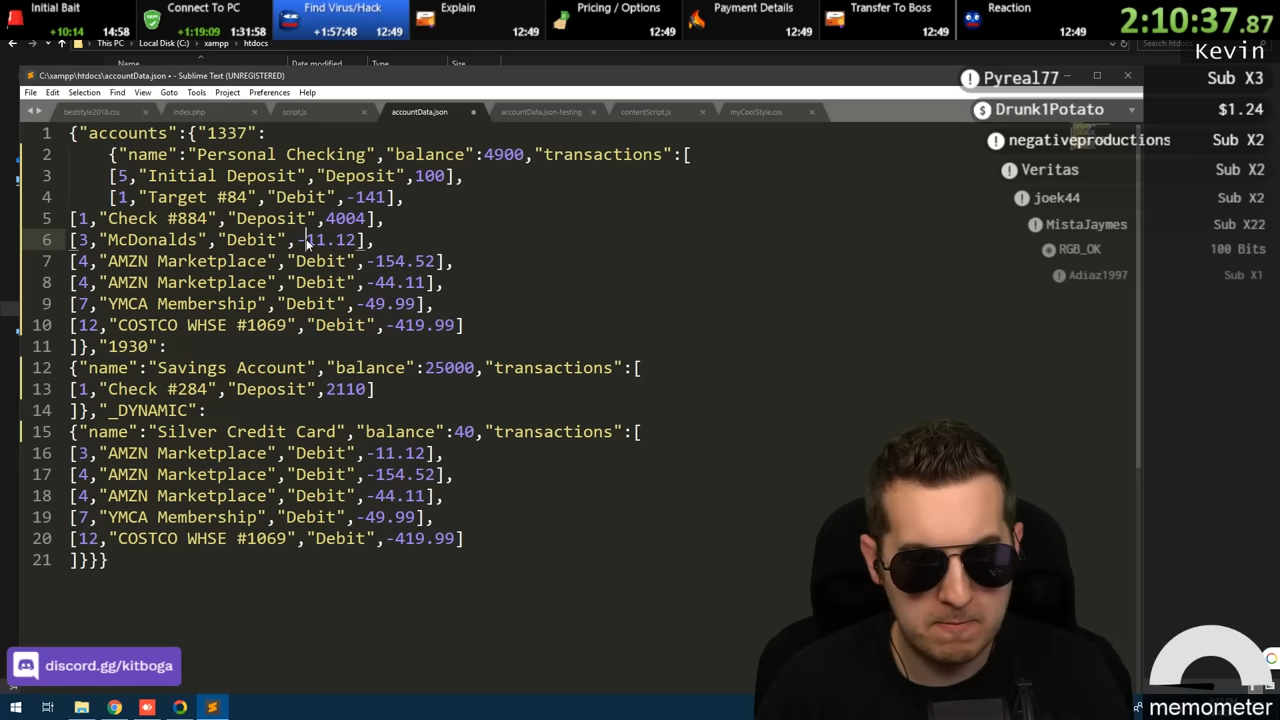 Initial Bait
+10:14 14:58
Connect To PC
+1:19:09 1:31:58
Find Virus/Hack
+1:57:48 12:49
Explain
12:49
Pricing / Options
12:49
Payment Details
12:49
Transfer To Boss
12:49
Reaction
12:49
2:10:37.87
Kevin
This PC > Local Disk (C:) > xampp > htdocs
Date modified Type Size
C:\xampp\htdocs\accountData.json • - Sublime Text (UNREGISTERED)
File Edit Selection Find View Goto Tools Project Preferences Help
beststyle2018.css × index.php × script.js × accountData.json accountData.json-testing × contentScript.js × myCoolStyle.css ×
1 {"accounts":{"1337":
2 {"name":"Personal Checking","balance":4900,"transactions":[
3 [5,"Initial Deposit","Deposit",100],
4 [1,"Target #84","Debit",-141],
5 [1,"Check #884","Deposit",4004],
6 [3,"McDonalds","Debit",-11.12],
7 [4,"AMZN Marketplace","Debit",-154.52],
8 [4,"AMZN Marketplace","Debit",-44.11],
9 [7,"YMCA Membership","Debit",-49.99],
10 [12,"COSTCO WHSE #1069","Debit",-419.99]
11 ]},"1930":
12 {"name":"Savings Account","balance":25000,"transactions":[
13 [1,"Check #284","Deposit",2110]
14 ]},"_DYNAMIC":
15 {"name":"Silver Credit Card","balance":40,"transactions":[
16 [3,"AMZN Marketplace","Debit",-11.12],
17 [4,"AMZN Marketplace","Debit",-154.52],
18 [4,"AMZN Marketplace","Debit",-44.11],
19 [7,"YMCA Membership","Debit",-49.99],
20 [12,"COSTCO WHSE #1069","Debit",-419.99]
21 ]}}}
Pyreal77 Sub X3
Drunk1Potato $1.24
negativeproductions Sub X2
Veritas Sub X2
joek44 Sub X2
MistaJaymes Sub X22
RGB_OK 100 Bits
Adiaz1997 Sub X1
discord.gg/kitboga
memometer